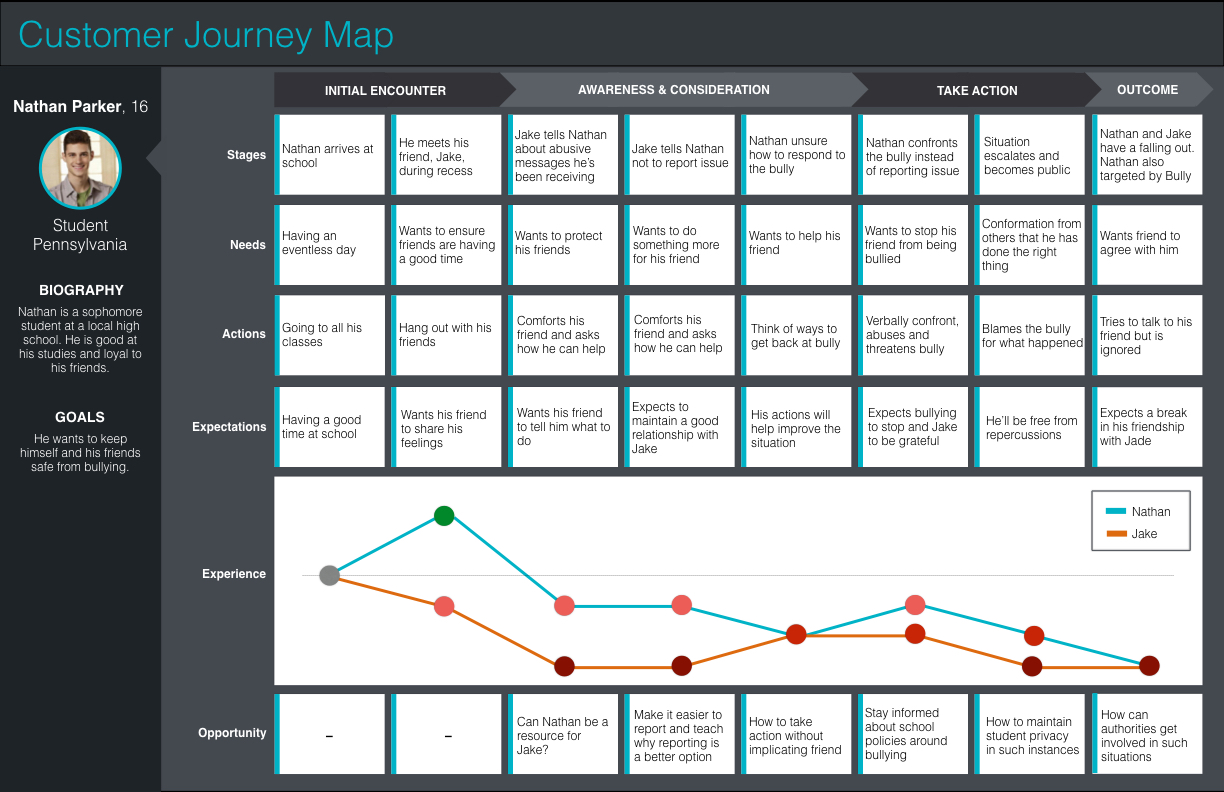 Customer Journey Map
Nathan Parker, 16
Student
Pennsylvania
BIOGRAPHY
Nathan is a sophomore
student at a local high
school. He is good at
his studies and loyal to
his friends.
GOALS
He wants to keep
himself and his friends
safe from bullying.
INITIAL ENCOUNTER
AWARENESS & CONSIDERATION
TAKE ACTION
OUTCOME
Stages
Nathan arrives at
school
He meets his
friend, Jake,
during recess
Jake tells Nathan
about abusive
messages he's
been receiving
Jake tells Nathan
not to report issue
Nathan unsure
how to respond to
the bully
Nathan confronts
the bully instead
of reporting issue
Situation
escalates and
becomes public
Nathan and Jake
have a falling out.
Nathan also
targeted by Bully
Needs
Having an
eventless day
Wants to ensure
friends are having
a good time
Wants to protect
his friends
Wants to do
something more
for his friend
Wants to help his
friend
Wants to stop his
friend from being
bullied
Conformation from
others that he has
done the right
thing
Wants friend to
agree with him
Actions
Going to all his
classes
Hang out with his
friends
Comforts his
friend and asks
how he can help
Comforts his
friend and asks
how he can help
Think of ways to
get back at bully
Verbally confront,
abuses and
threatens bully
Blames the bully
for what happened
Tries to talk to his
friend but is
ignored
Expectations
Having a good
time at school
Wants his friend
to share his
feelings
Wants his friend
to tell him what to
do
Expects to
maintain a good
relationship with
Jake
His actions will
help improve the
situation
Expects bullying
to stop and Jake
to be grateful
He'll be free from
repercussions
Expects a break
in his friendship
with Jade
Experience
Nathan
Jake
Opportunity
–
–
Can Nathan be a
resource for
Jake?
Make it easier to
report and teach
why reporting is
a better option
How to take
action without
implicating friend
Stay informed
about school
policies around
bullying
How to maintain
student privacy
in such instances
How can
authorities get
involved in such
situations